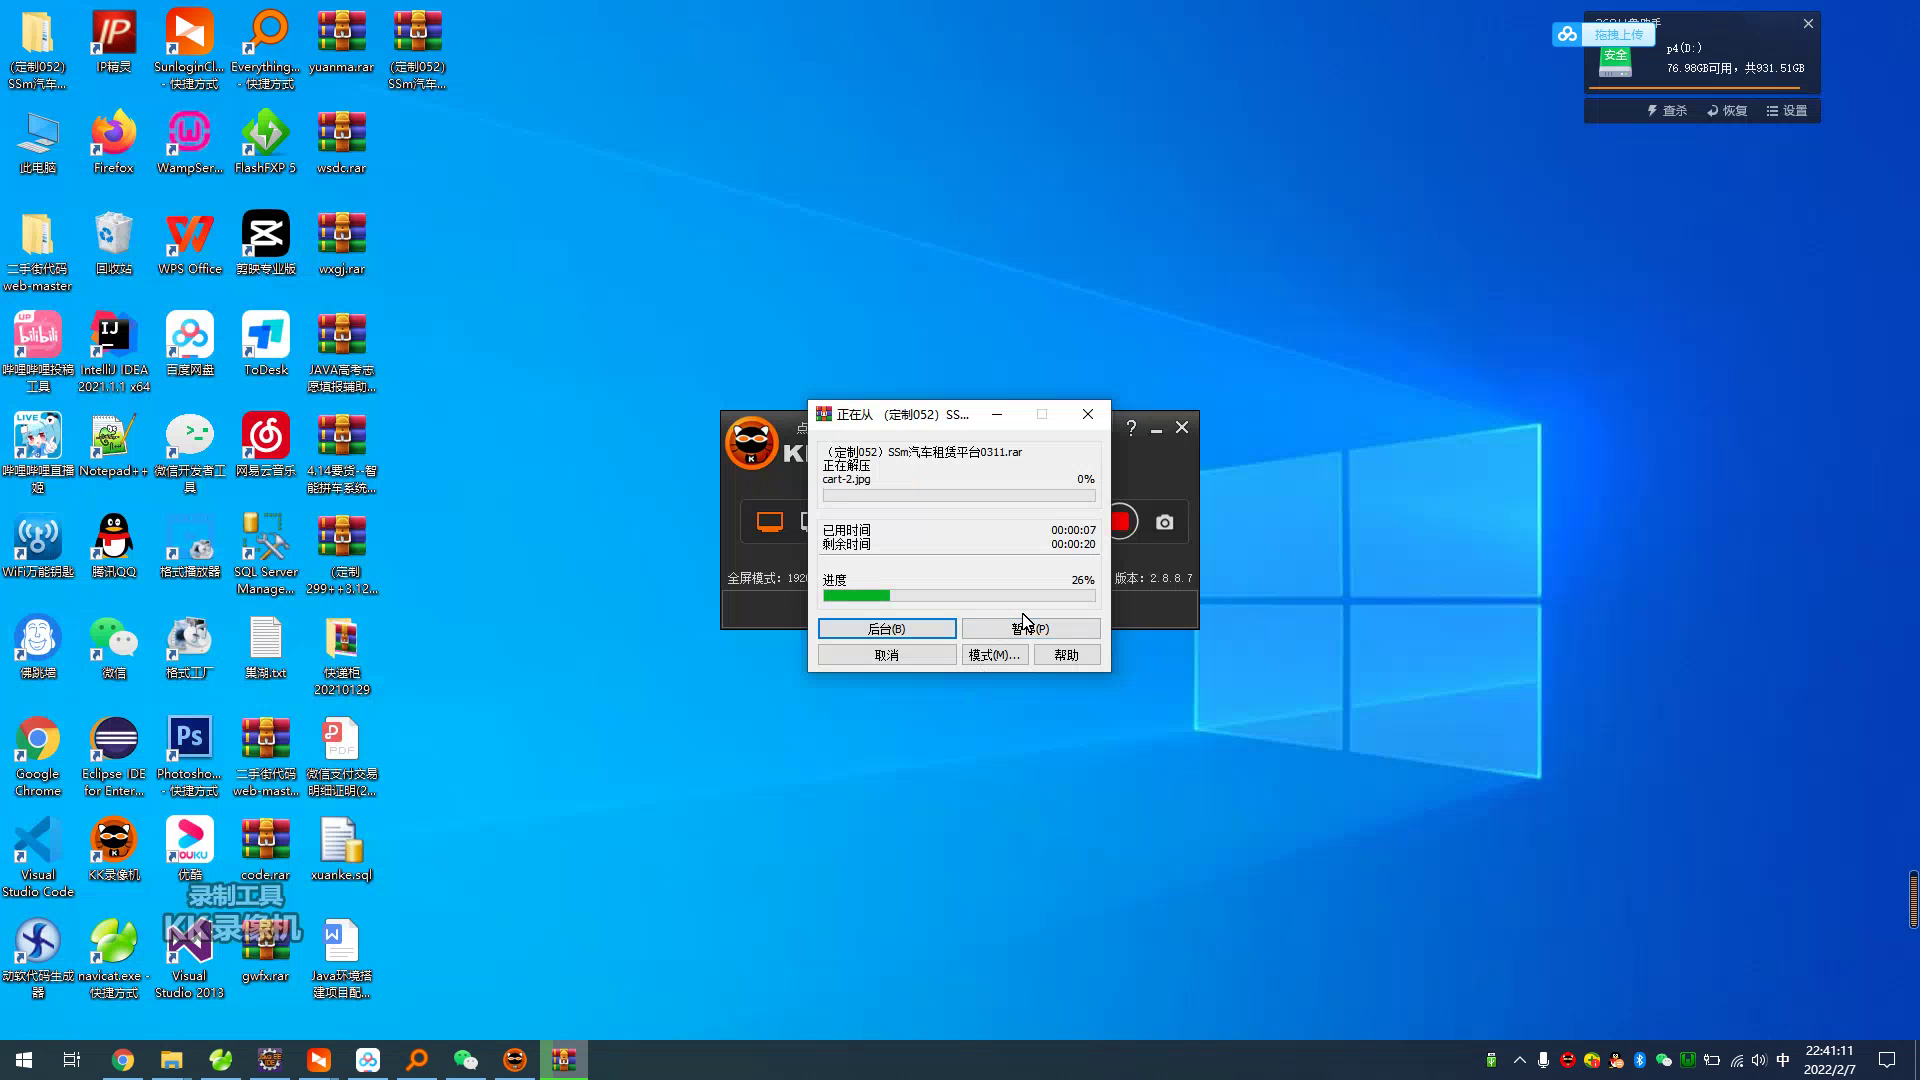 (定制052)
SSm汽车...
IP精灵
SunloginCl...
- 快捷方式
Everything...
- 快捷方式
yuanma.rar
(定制052)
SSm汽车...
此电脑
Firefox
WampSer...
FlashFXP 5
wsdc.rar
二手街代码
web-master
回收站
WPS Office
剪映专业版
wxgj.rar
UP
bilibili
哔哩哔哩投稿
工具
IJ
IntelliJ IDEA
2021.1.1 x64
百度网盘
ToDesk
JAVA高考志
愿填报辅助...
LIVE
哔哩哔哩直播
姬
Notepad++
微信开发者工
具
网易云音乐
4.14要货--智
能拼车系统...
WiFi万能钥匙
腾讯QQ
格式播放器
SQL Server
Manage...
(定制
299++3.12...
佛跳墙
微信
格式工厂
巢湖.txt
快递柜
20210129
Google
Chrome
Eclipse IDE
for Enter...
Ps
Photosho...
- 快捷方式
二手街代码
web-mast...
PDF
微信支付交易
明细证明(2...
Visual
Studio Code
KK录像机
YOUKU
优酷
code.rar
xuanke.sql
录制工具
KK录像机
动软代码生成
器
navicat.exe -
快捷方式
Visual
Studio 2013
gwfx.rar
Java环境搭
建项目配...
拖拽上传
安全
p4(D:)
76.98GB可用，共931.51GB
查杀
恢复
设置
正在从 （定制052）SS...
（定制052）SSm汽车租赁平台0311.rar
正在解压
cart-2.jpg
0%
已用时间
00:00:07
剩余时间
00:00:20
进度
26%
后台(B)
取消
模式(M)...
帮助
全屏模式: 192
版本: 2.8.8.7
中
22:41:11
2022/2/7